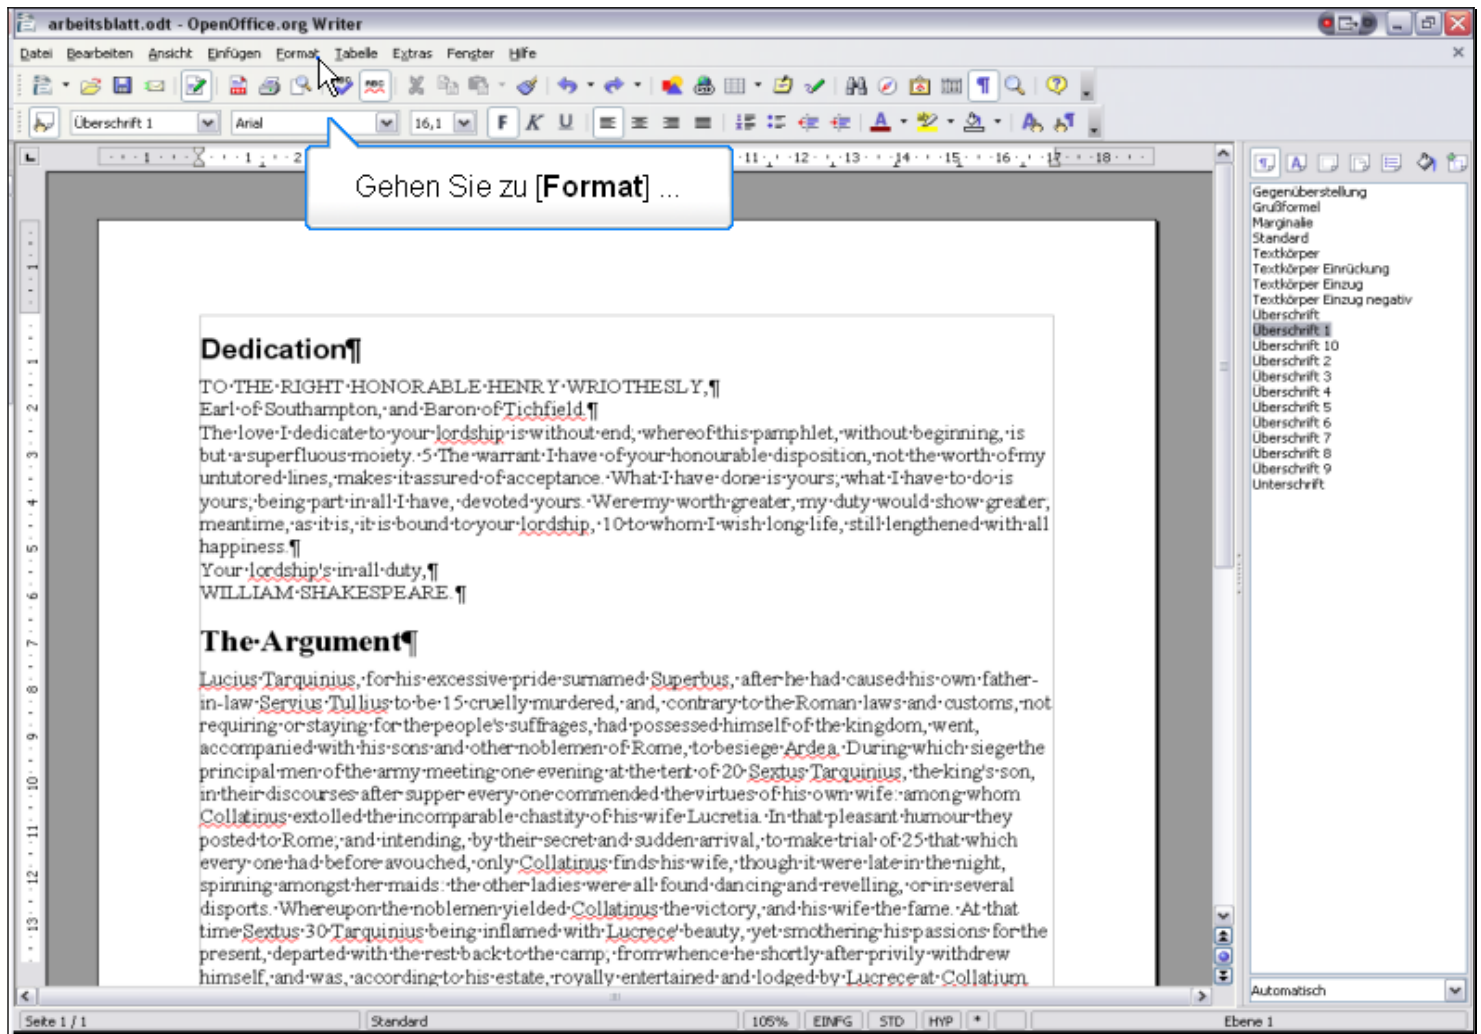 arbeitsblatt.odt - OpenOffice.org Writer
Datei Bearbeiten Ansicht Einfügen Format Tabelle Extras Fenster Hilfe
Überschrift 1 Arial 16,1 F K U
Gehen Sie zu [Format] ...
Dedication¶
TO·THE·RIGHT·HONORABLE·HENRY·WRIOTHESLY,¶
Earl·of·Southampton,·and·Baron·of·Tichfield.¶
The·love·I·dedicate·to·your·lordship·is·without·end;·whereof·this·pamphlet,·without·beginning,·is
but·a·superfluous·moiety.·5·The·warrant·I·have·of·your·honourable·disposition,·not·the·worth·of·my
untutored·lines,·makes·it·assured·of·acceptance.·What·I·have·done·is·yours;·what·I·have·to·do·is
yours;·being·part·in·all·I·have,·devoted·yours.·Were·my·worth·greater,·my·duty·would·show·greater;
meantime,·as·it·is,·it·is·bound·to·your·lordship,·10·to·whom·I·wish·long·life,·still·lengthened·with·all
happiness.¶
Your·lordship's·in·all·duty,¶
WILLIAM·SHAKESPEARE.¶
The·Argument¶
Lucius·Tarquinius,·for·his·excessive·pride·surnamed·Superbus,·after·he·had·caused·his·own·father-
in-law·Servius·Tullius·to·be·15·cruelly·murdered,·and,·contrary·to·the·Roman·laws·and·customs,·not
requiring·or·staying·for·the·people's·suffrages,·had·possessed·himself·of·the·kingdom,·went,
accompanied·with·his·sons·and·other·noblemen·of·Rome,·to·besiege·Ardea.·During·which·siege·the
principal·men·of·the·army·meeting·one·evening·at·the·tent·of·20·Sextus·Tarquinius,·the·king's·son,
in·their·discourses·after·supper·every·one·commended·the·virtues·of·his·own·wife:·among·whom
Collatinus·extolled·the·incomparable·chastity·of·his·wife·Lucretia.·In·that·pleasant·humour·they
posted·to·Rome;·and·intending,·by·their·secret·and·sudden·arrival,·to·make·trial·of·25·that·which
every·one·had·before·avouched,·only·Collatinus·finds·his·wife,·though·it·were·late·in·the·night,
spinning·amongst·her·maids:·the·other·ladies·were·all·found·dancing·and·revelling,·or·in·several
disports.·Whereupon·the·noblemen·yielded·Collatinus·the·victory,·and·his·wife·the·fame.·At·that
time·Sextus·30·Tarquinius·being·inflamed·with·Lucrece'·beauty,·yet·smothering·his·passions·for·the
present,·departed·with·the·rest·back·to·the·camp;·from·whence·he·shortly·after·privily·withdrew
himself,·and·was,·according·to·his·estate,·royally·entertained·and·lodged·by·Lucrece·at·Collatium.
Gegenüberstellung
Grußformel
Marginalie
Standard
Textkörper
Textkörper Einrückung
Textkörper Einzug
Textkörper Einzug negativ
Überschrift
Überschrift 1
Überschrift 10
Überschrift 2
Überschrift 3
Überschrift 4
Überschrift 5
Überschrift 6
Überschrift 7
Überschrift 8
Überschrift 9
Unterschrift
Automatisch
Seite 1 / 1 Standard 105% EINFG STD HYP * Ebene 1